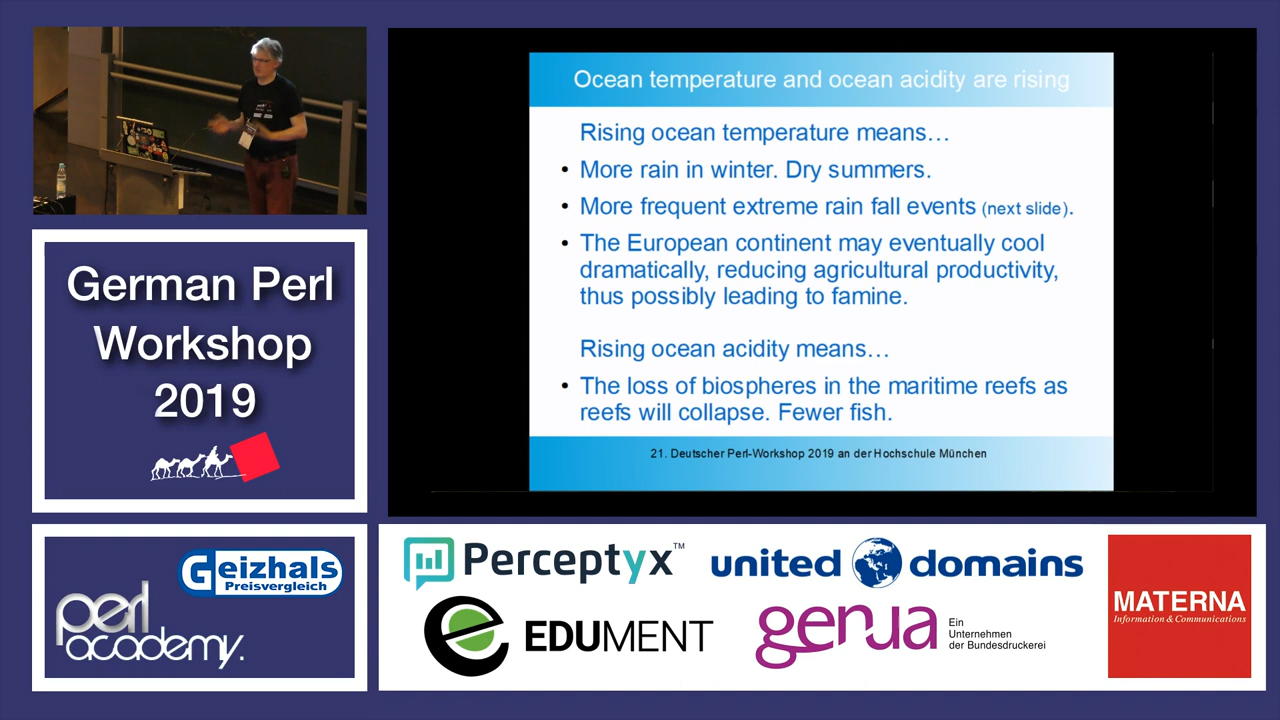 Ocean temperature and ocean acidity are rising
Rising ocean temperature means…
• More rain in winter. Dry summers.
• More frequent extreme rain fall events (next slide).
• The European continent may eventually cool
dramatically, reducing agricultural productivity,
thus possibly leading to famine.
Rising ocean acidity means…
• The loss of biospheres in the maritime reefs as
reefs will collapse. Fewer fish.
21. Deutscher Perl-Workshop 2019 an der Hochschule München
German Perl
Workshop
2019
Geizhals
Preisvergleich
perl
academy.
Perceptyx™
united domains
EDUMENT
genua
Ein
Unternehmen
der Bundesdruckerei
MATERNA
Information & Communications